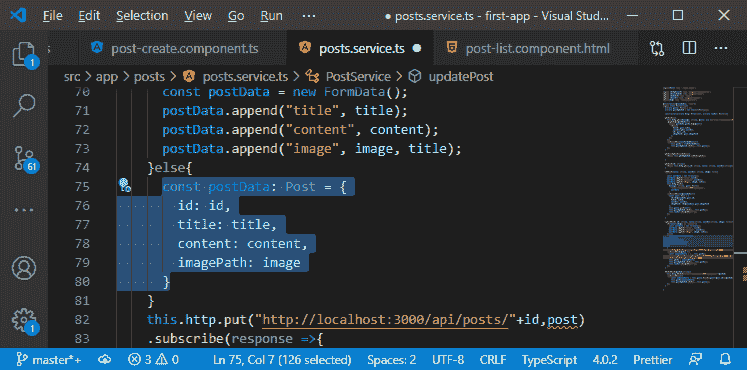 File Edit Selection View Go Run ··· ● posts.service.ts - first-app - Visual Stud...
s post-create.component.ts posts.service.ts ● post-list.component.html ···
src > app > posts > posts.service.ts > PostService > updatePost
70 const postData = new FormData();
71 postData.append("title", title);
72 postData.append("content", content);
73 postData.append("image", image, title);
74 }else{
75 const postData: Post = {
76 id: id,
77 title: title,
78 content: content,
79 imagePath: image
80 }
81 }
82 this.http.put("http://localhost:3000/api/posts/"+id,post)
83 .subscribe(response =>{
1
61
1
master*+ 3 0 Ln 75, Col 7 (126 selected) Spaces: 2 UTF-8 CRLF TypeScript 4.0.2 Prettier